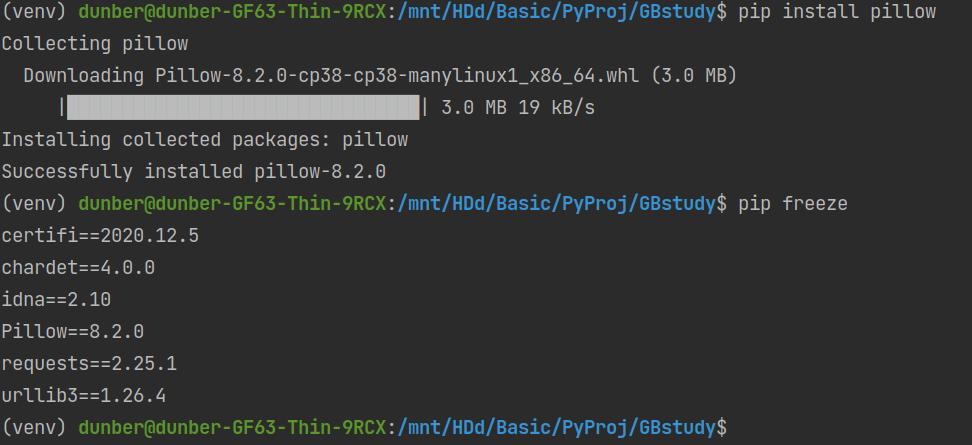 (venv) dunber@dunber-GF63-Thin-9RCX:/mnt/HDd/Basic/PyProj/GBstudy$ pip install pillow
Collecting pillow
  Downloading Pillow-8.2.0-cp38-cp38-manylinux1_x86_64.whl (3.0 MB)
     |████████████████████████████████| 3.0 MB 19 kB/s
Installing collected packages: pillow
Successfully installed pillow-8.2.0
(venv) dunber@dunber-GF63-Thin-9RCX:/mnt/HDd/Basic/PyProj/GBstudy$ pip freeze
certifi==2020.12.5
chardet==4.0.0
idna==2.10
Pillow==8.2.0
requests==2.25.1
urllib3==1.26.4
(venv) dunber@dunber-GF63-Thin-9RCX:/mnt/HDd/Basic/PyProj/GBstudy$